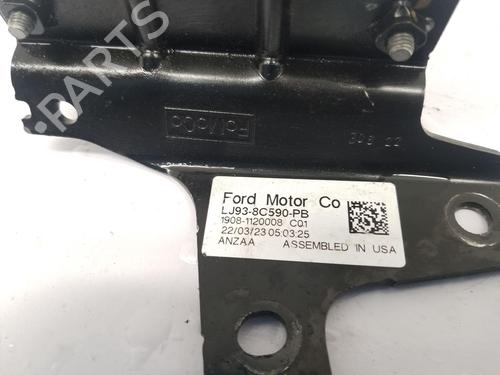 B-PARTS
FoMoCo
Ford Motor Co
LJ93-8C590-PB
1908-1120008 CQ1
22/03/23 05:03:25
ANZAA ASSEMBLED IN USA